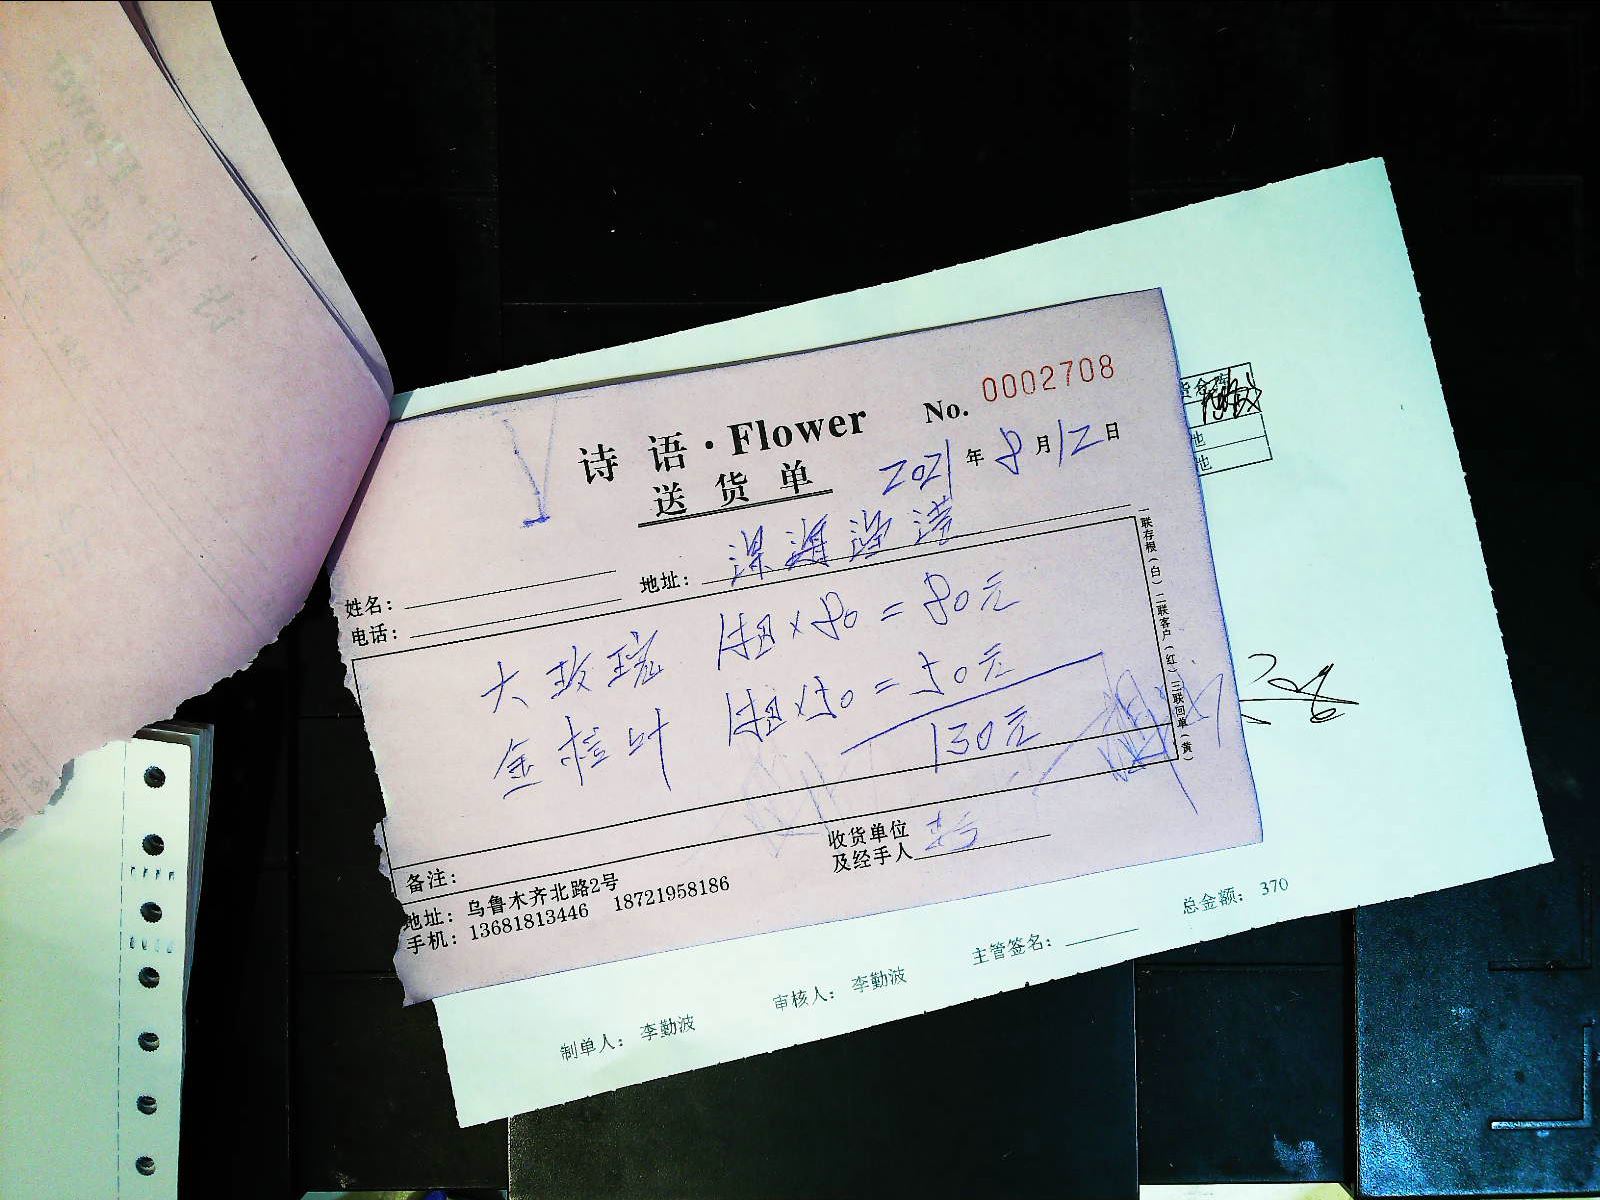 诗 语 · Flower No. 0002708
送 货 单 2021 年 8 月 12 日
姓名: 地址: 深海海港
电话:
大玫瑰 1扎×80 = 80元
金桔叶 1扎×50 = 50元
130元
一联存根(白)二联客户(红)三联回单(黄)
备注:
收货单位
及经手人
地址: 乌鲁木齐北路2号
手机: 13681813446 18721958186
总金额: 370
制单人: 李勤波 审核人: 李勤波 主管签名: